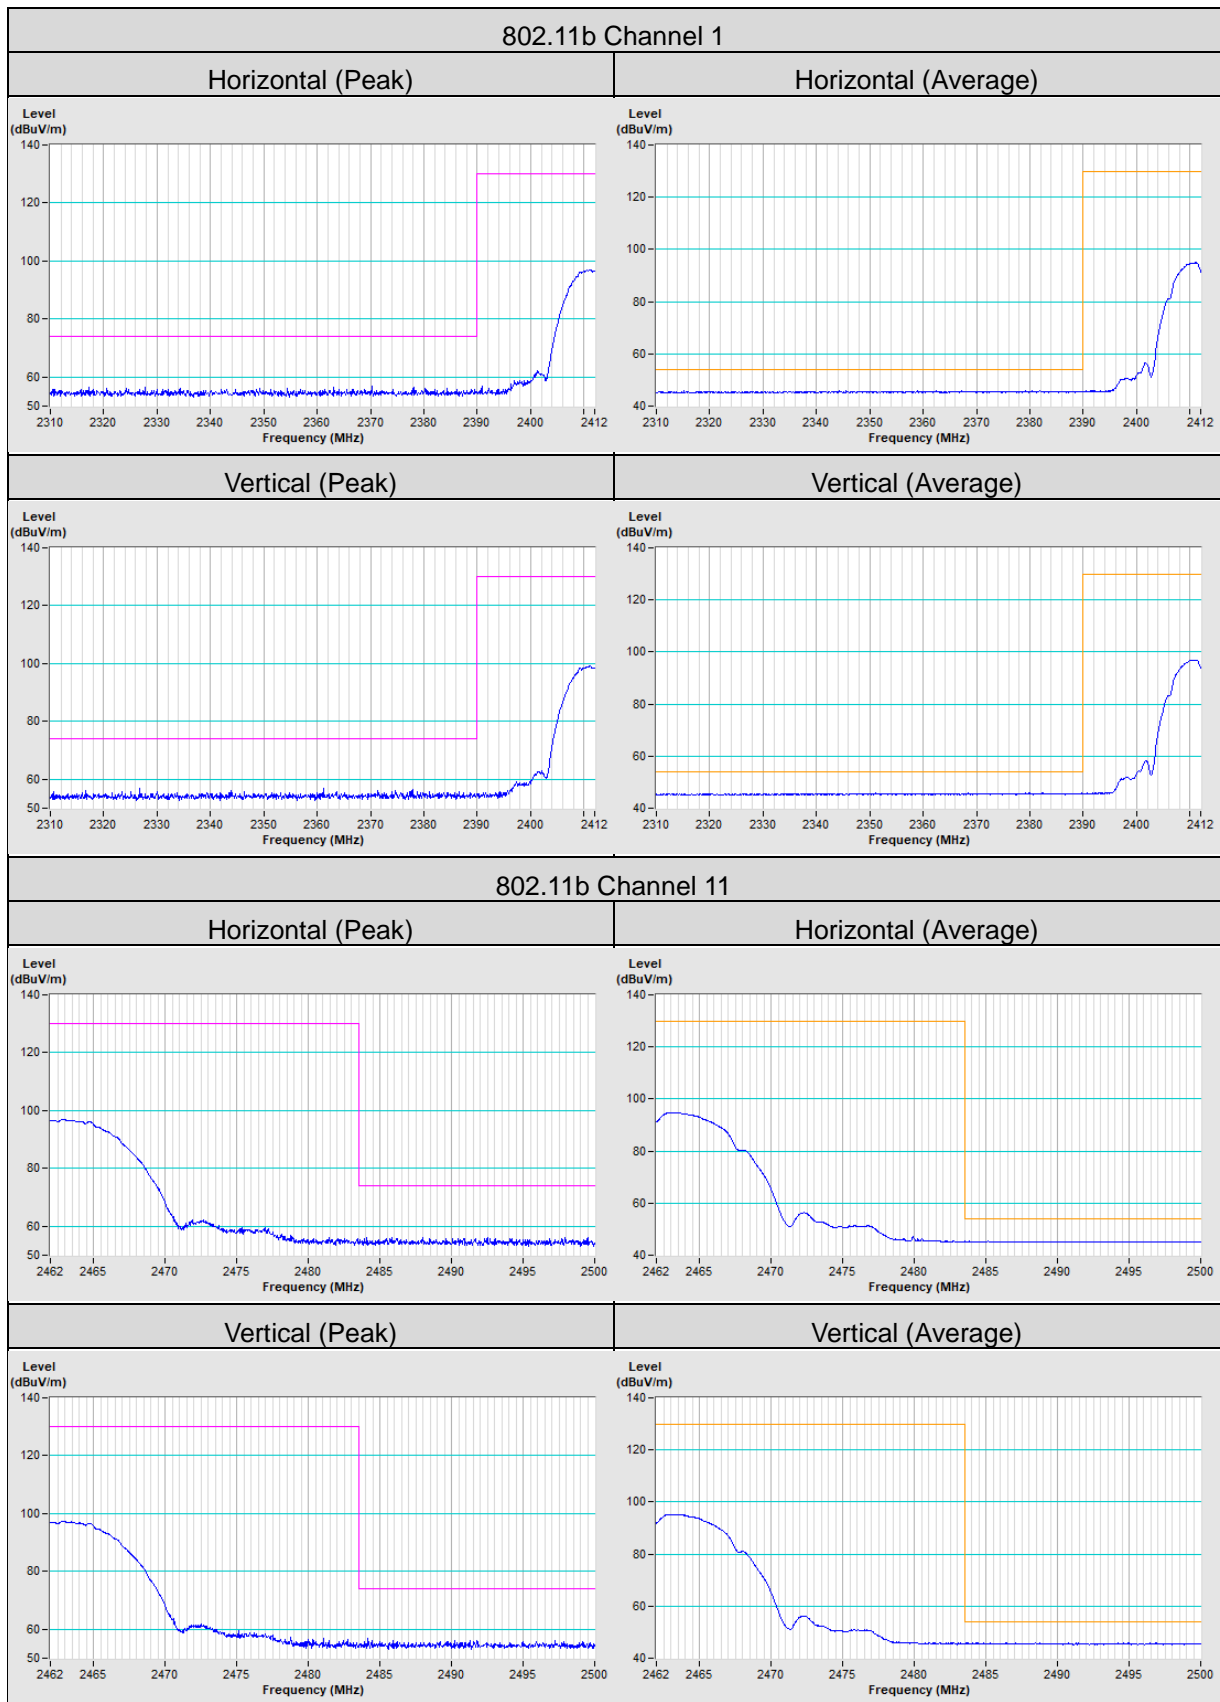 802.11b Channel 1
Horizontal (Peak)
Horizontal (Average)
Level
(dBuV/m)
140
120
100
80
60
50
2310 2320 2330 2340 2350 2360 2370 2380 2390 2400 2412
Frequency (MHz)
Level
(dBuV/m)
140
120
100
80
60
40
2310 2320 2330 2340 2350 2360 2370 2380 2390 2400 2412
Frequency (MHz)
Vertical (Peak)
Vertical (Average)
Level
(dBuV/m)
140
120
100
80
60
50
2310 2320 2330 2340 2350 2360 2370 2380 2390 2400 2412
Frequency (MHz)
Level
(dBuV/m)
140
120
100
80
60
40
2310 2320 2330 2340 2350 2360 2370 2380 2390 2400 2412
Frequency (MHz)
802.11b Channel 11
Horizontal (Peak)
Horizontal (Average)
Level
(dBuV/m)
140
120
100
80
60
50
2462 2465 2470 2475 2480 2485 2490 2495 2500
Frequency (MHz)
Level
(dBuV/m)
140
120
100
80
60
40
2462 2465 2470 2475 2480 2485 2490 2495 2500
Frequency (MHz)
Vertical (Peak)
Vertical (Average)
Level
(dBuV/m)
140
120
100
80
60
50
2462 2465 2470 2475 2480 2485 2490 2495 2500
Frequency (MHz)
Level
(dBuV/m)
140
120
100
80
60
40
2462 2465 2470 2475 2480 2485 2490 2495 2500
Frequency (MHz)